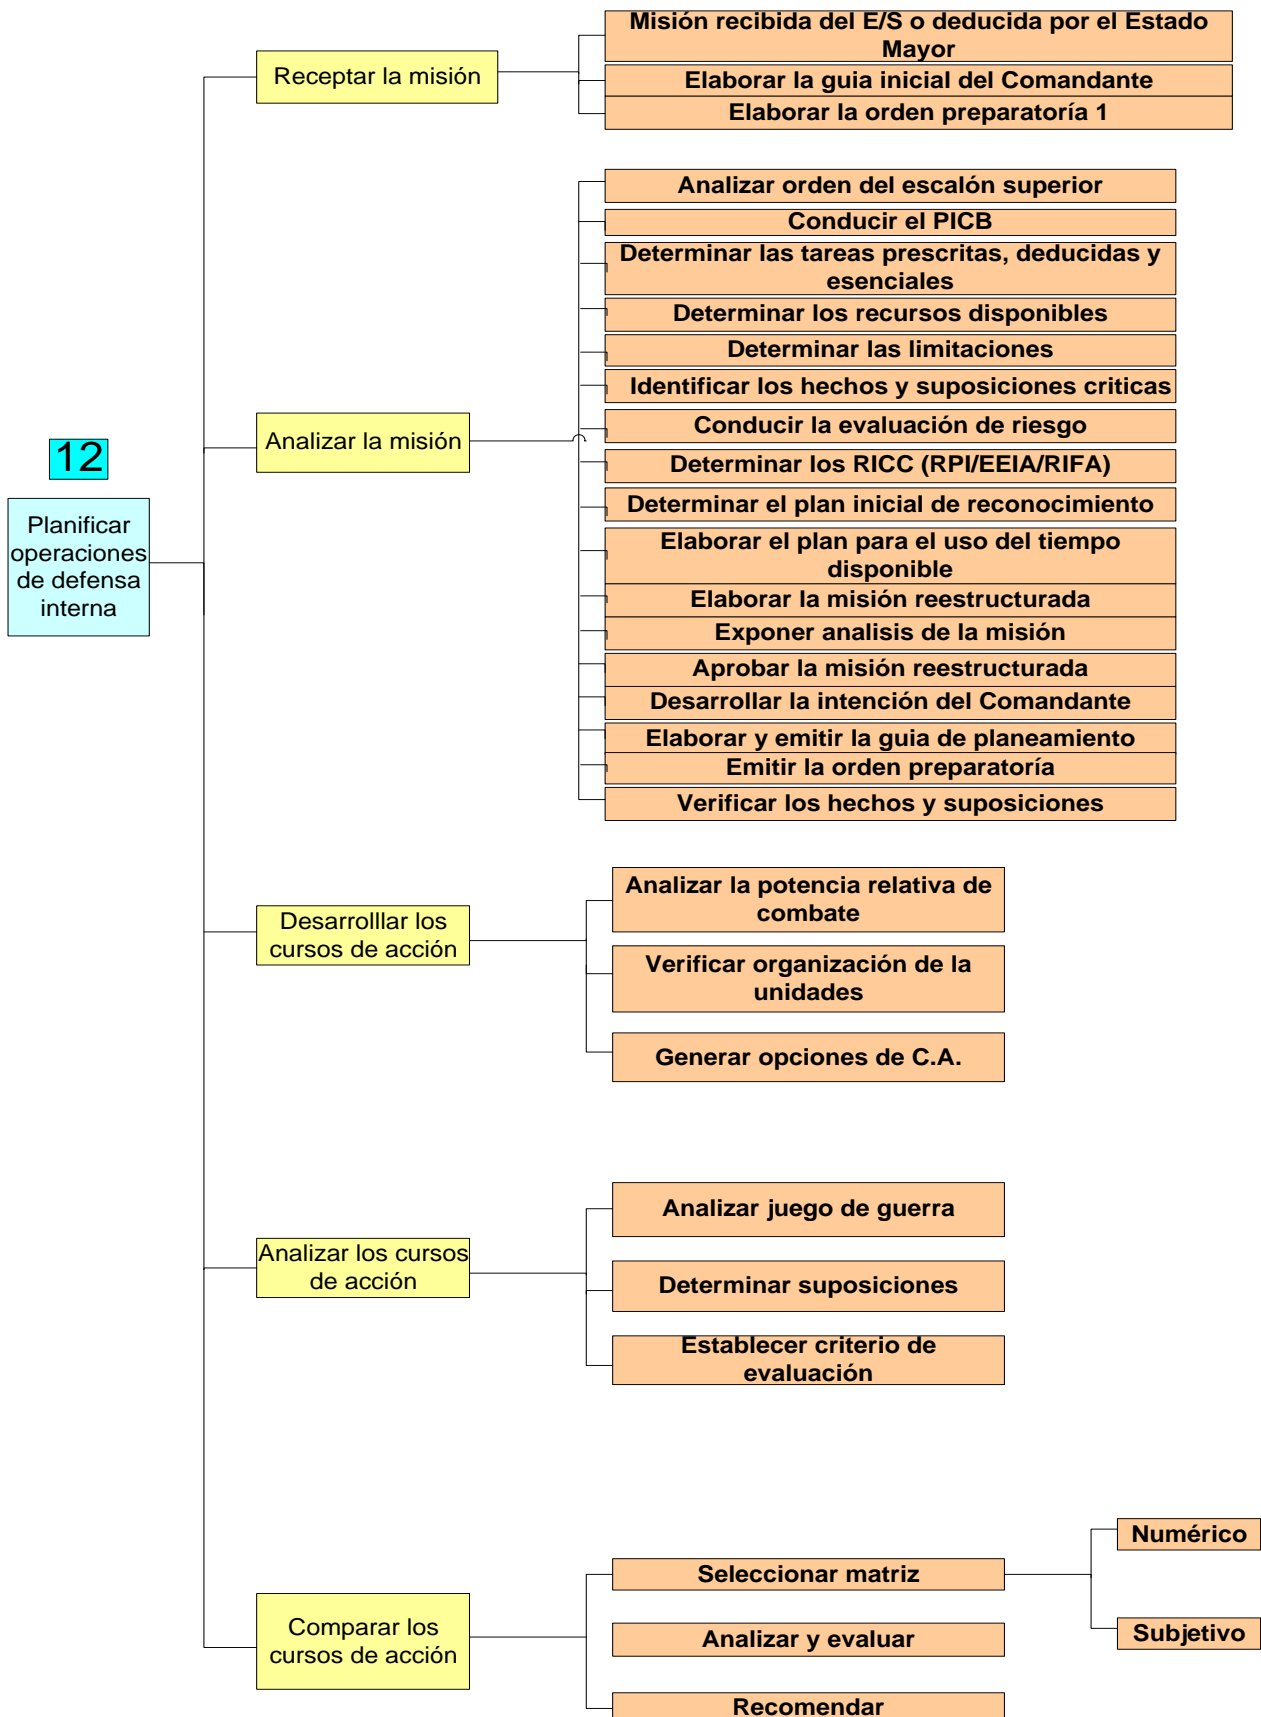 12
Planificar
operaciones
de defensa
interna
Receptar la misión
Misión recibida del E/S o deducida por el Estado
Mayor
Elaborar la guia inicial del Comandante
Elaborar la orden preparatoría 1
Analizar la misión
Analizar orden del escalón superior
Conducir el PICB
Determinar las tareas prescritas, deducidas y
esenciales
Determinar los recursos disponibles
Determinar las limitaciones
Identificar los hechos y suposiciones criticas
Conducir la evaluación de riesgo
Determinar los RICC (RPI/EEIA/RIFA)
Determinar el plan inicial de reconocimiento
Elaborar el plan para el uso del tiempo
disponible
Elaborar la misión reestructurada
Exponer analisis de la misión
Aprobar la misión reestructurada
Desarrollar la intención del Comandante
Elaborar y emitir la guia de planeamiento
Emitir la orden preparatoría
Verificar los hechos y suposiciones
Desarrolllar los
cursos de acción
Analizar la potencia relativa de
combate
Verificar organización de la
unidades
Generar opciones de C.A.
Analizar los cursos
de acción
Analizar juego de guerra
Determinar suposiciones
Establecer criterio de
evaluación
Comparar los
cursos de acción
Seleccionar matriz
Numérico
Subjetivo
Analizar y evaluar
Recomendar